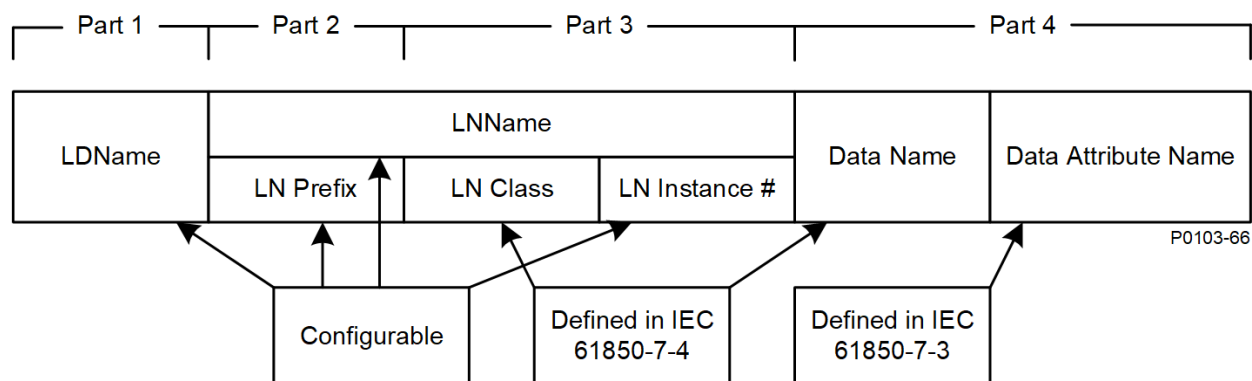 Part 1 Part 2 Part 3 Part 4
LNName
LDName Data Name Data Attribute Name
LN Prefix LN Class LN Instance #
P0103-66
Configurable
Defined in IEC
61850-7-4
Defined in IEC
61850-7-3